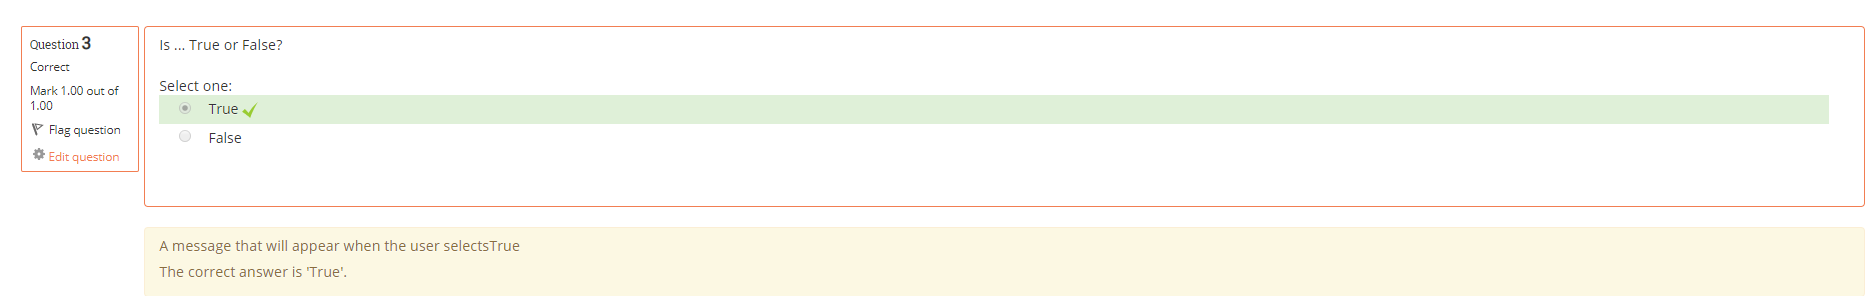 Question 3
Correct
Mark 1.00 out of
1.00
Flag question
Edit question
Is ... True or False?
Select one:
True
False
A message that will appear when the user selectsTrue
The correct answer is 'True'.